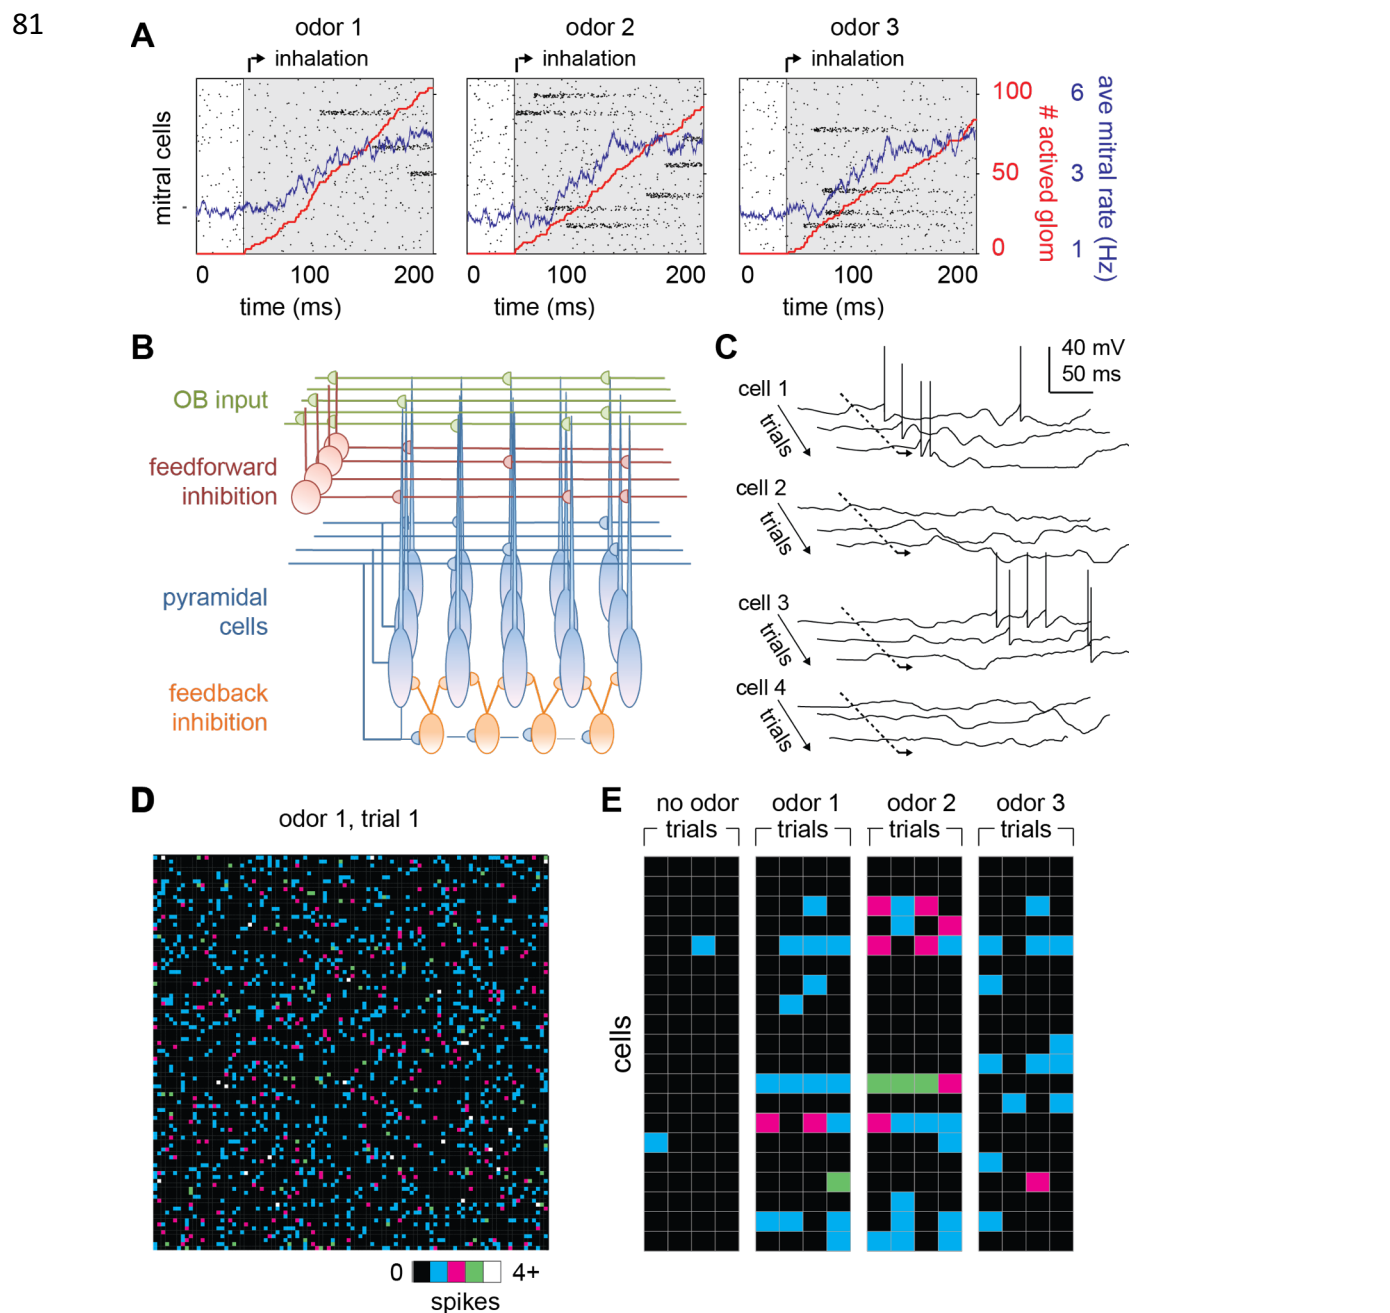 81
A
odor 1
odor 2
odor 3
inhalation
inhalation
inhalation
mitral cells
100
50
0
# actived glom
6
3
1
ave mitral rate (Hz)
0 100 200
0 100 200
0 100 200
time (ms)
time (ms)
time (ms)
B
OB input
feedforward
inhibition
pyramidal
cells
feedback
inhibition
C
40 mV
50 ms
cell 1
trials
cell 2
trials
cell 3
trials
cell 4
trials
D
odor 1, trial 1
0 4+
spikes
E
no odor
odor 1
odor 2
odor 3
trials
trials
trials
trials
cells